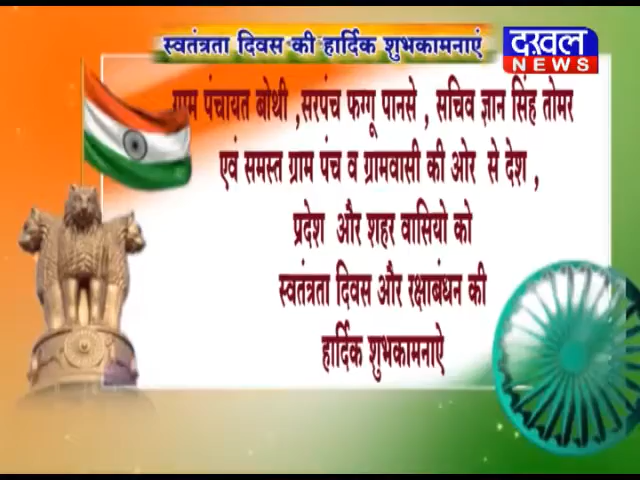 स्वतंत्रता दिवस की हार्दिक शुभकामनाएं
दख़ल
NEWS
ग्राम पंचायत बोथी ,सरपंच फग्गू पानसे , सचिव ज्ञान सिंह तोमर
एवं समस्त ग्राम पंच व ग्रामवासी की ओर से देश ,
प्रदेश और शहर वासियो को
स्वतंत्रता दिवस और रक्षाबंधन की
हार्दिक शुभकामनाऐ